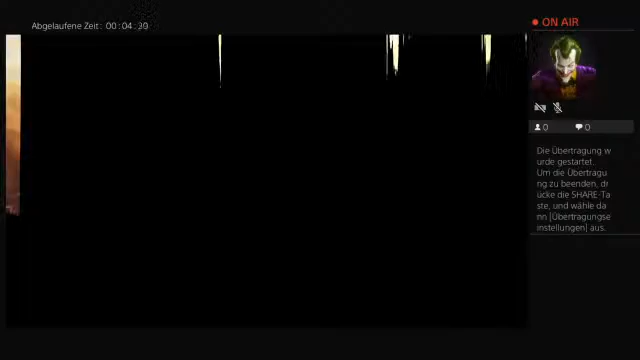 Abgelaufene Zeit: 00:04:30
ON AIR
0 0
Die Übertragung w
urde gestartet.
Um die Übertragu
ng zu beenden, dr
ücke die SHARE-Ta
ste, und wähle da
nn [Übertragungse
instellungen] aus.